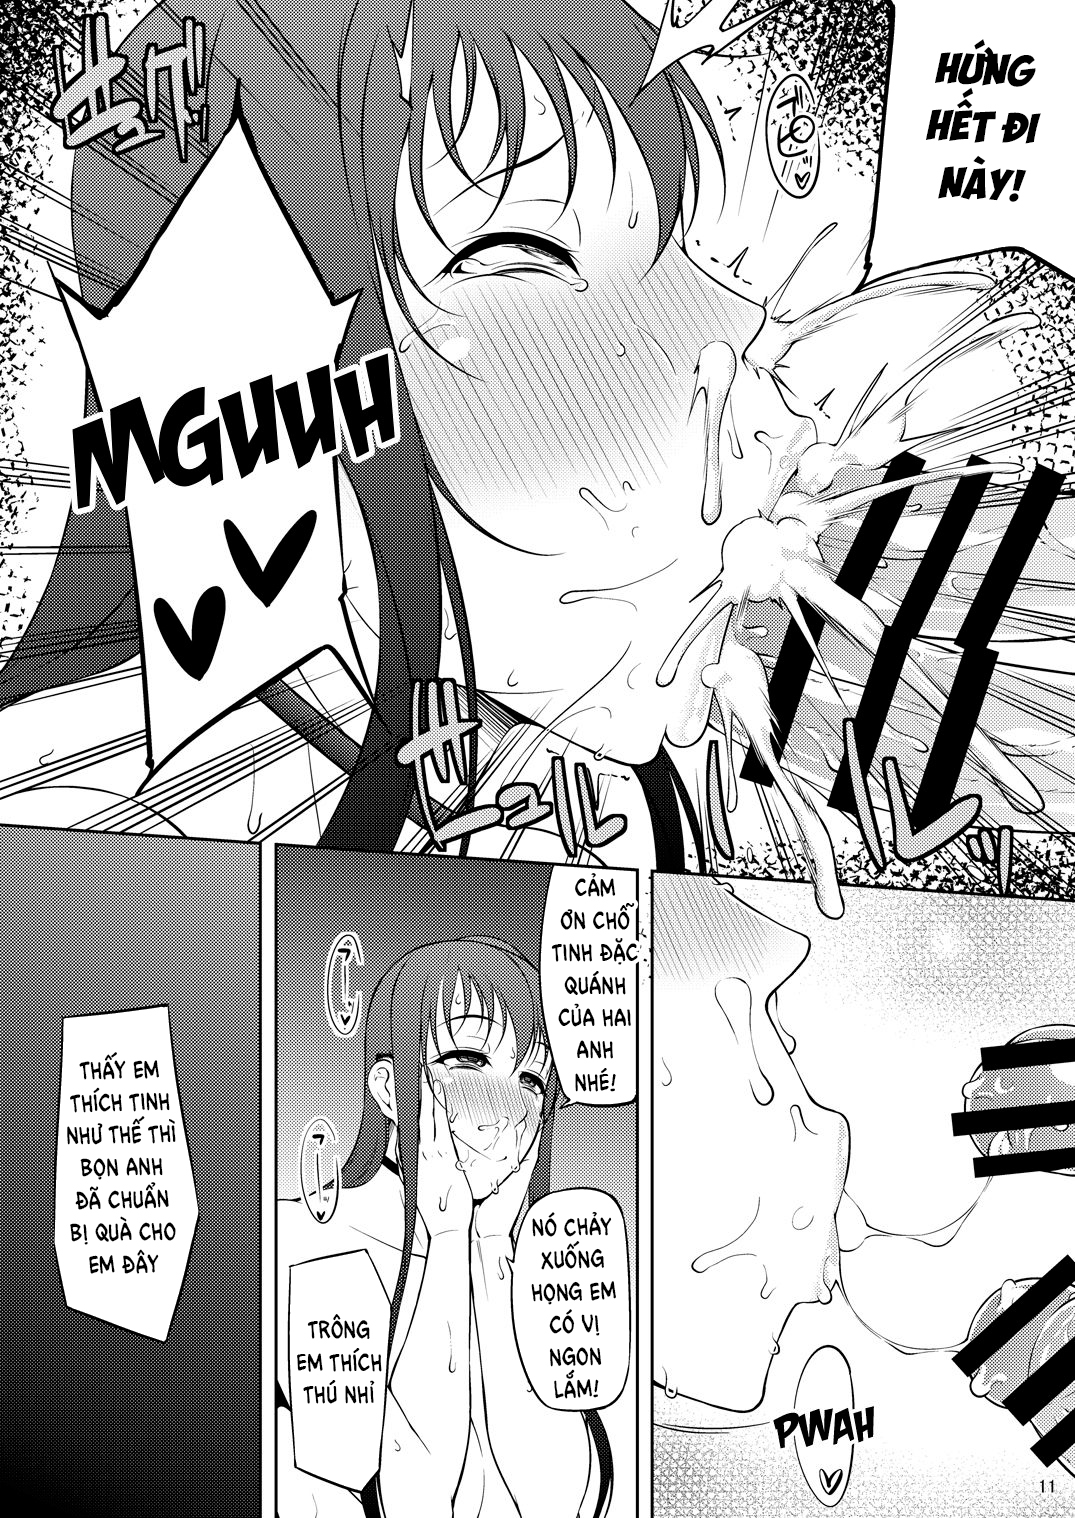 HỨNG
HẾT ĐI
NÀY!
MGUUH
PWAH
CẢM
ƠN CHỖ
TINH ĐẶC
QUÁNH
CỦA HAI
ANH
NHÉ!
NÓ CHẢY
XUỐNG
HỌNG EM
CÓ VỊ
NGON
LẮM!
TRÔNG
EM THÍCH
THÚ NHỈ
THẤY EM
THÍCH TINH
NHƯ THẾ THÌ
BỌN ANH
ĐÃ CHUẨN
BỊ QUÀ CHO
EM ĐÂY
11